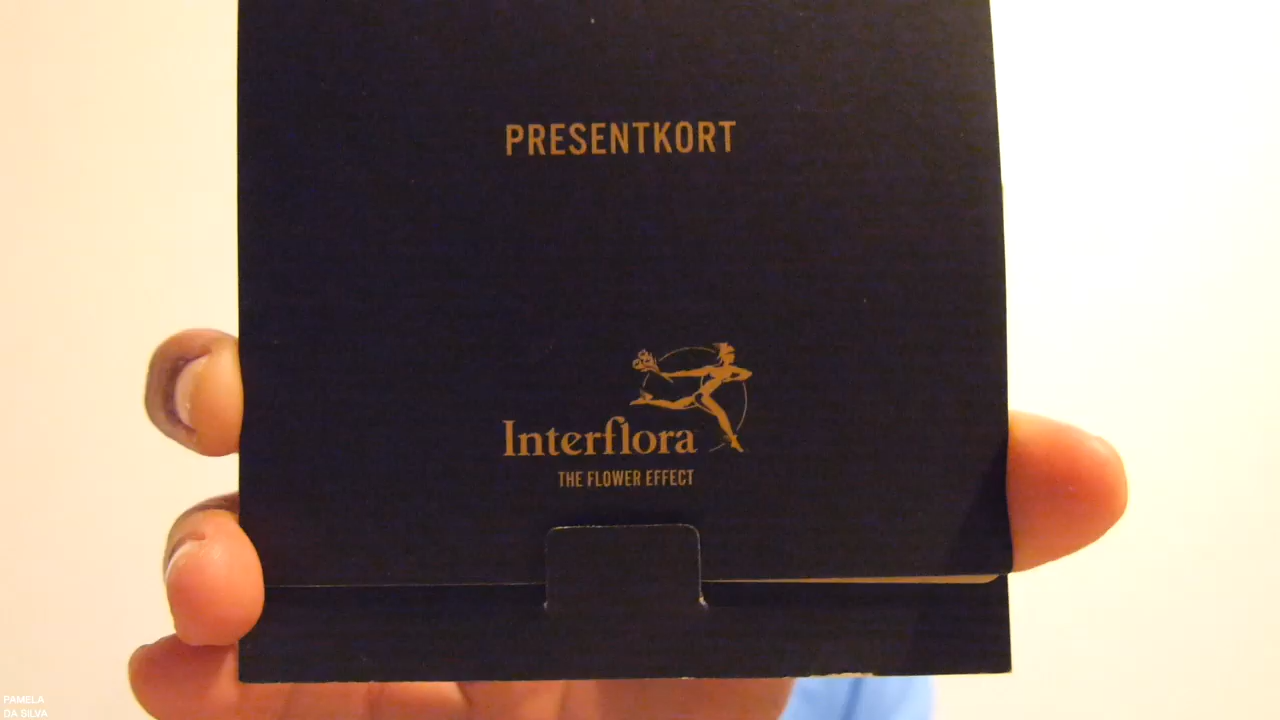 PRESENTKORT
Interflora
THE FLOWER EFFECT
PAMELA
DA SILVA